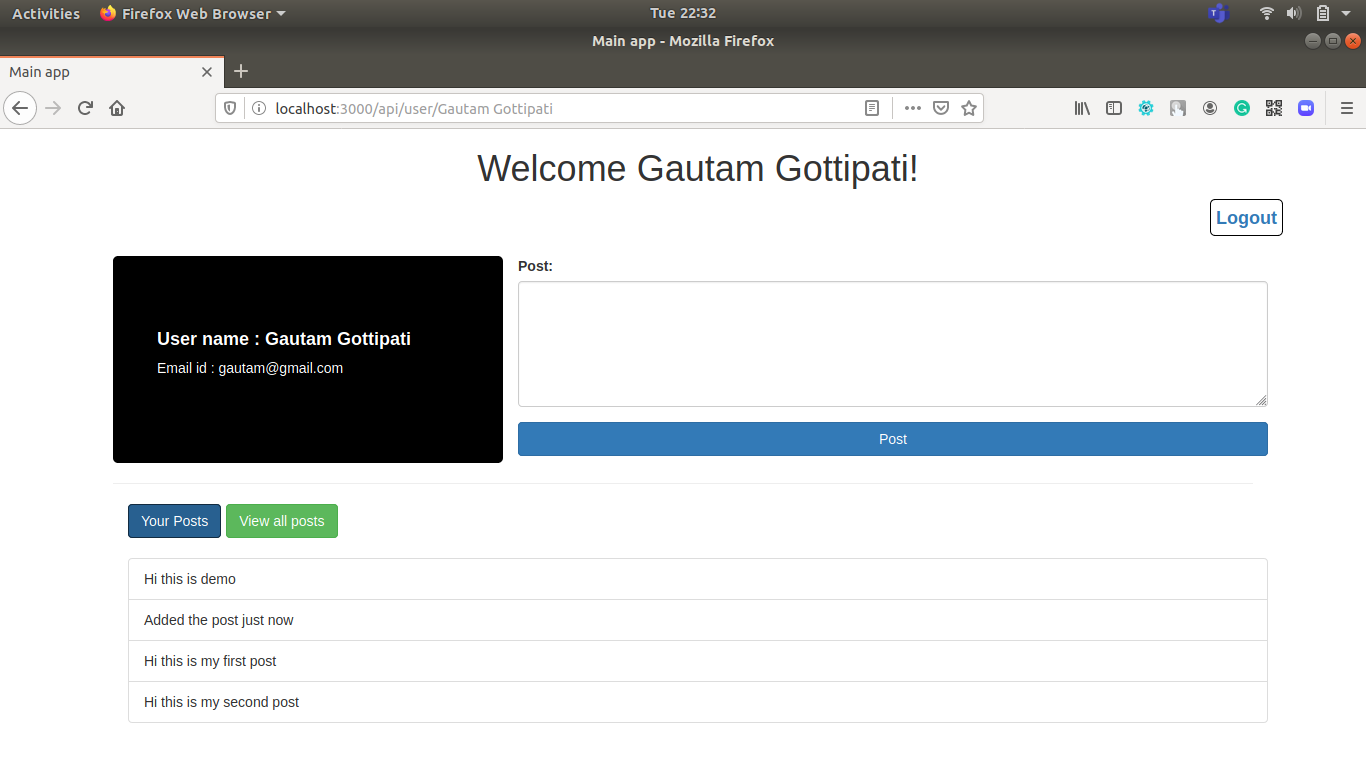 Activities Firefox Web Browser Tue 22:32
Main app - Mozilla Firefox
Main app
localhost:3000/api/user/Gautam Gottipati
Welcome Gautam Gottipati!
Logout
User name : Gautam Gottipati
Email id : gautam@gmail.com
Post:
Post
Your Posts View all posts
Hi this is demo
Added the post just now
Hi this is my first post
Hi this is my second post